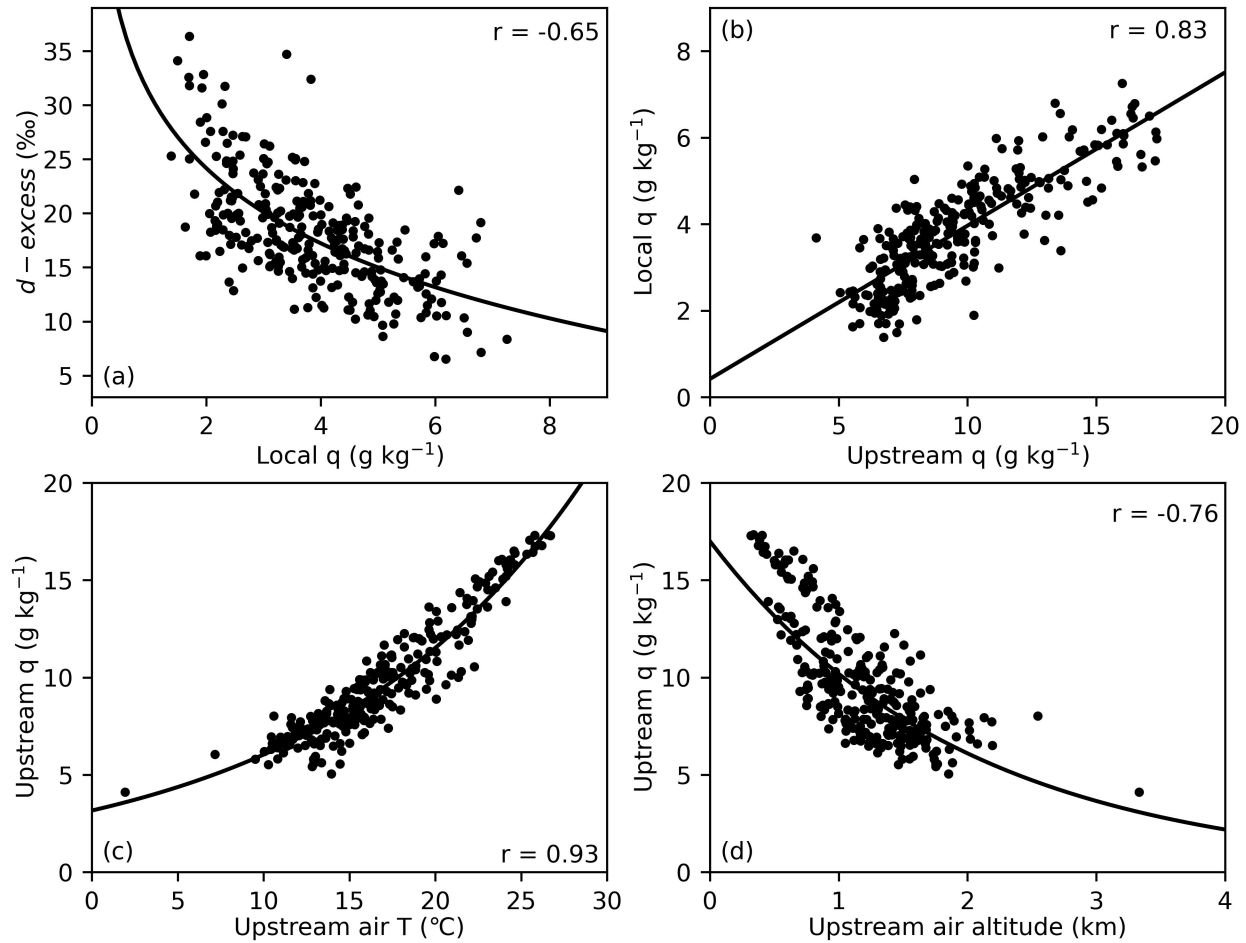 r = -0.65
35
30
25
20
15
10
5
d − excess (‰)
(a)
0 2 4 6 8
Local q (g kg⁻¹)
(b)
r = 0.83
8
6
4
2
0
Local q (g kg⁻¹)
0 5 10 15 20
Upstream q (g kg⁻¹)
20
15
10
5
0
Upstream q (g kg⁻¹)
(c)
r = 0.93
0 5 10 15 20 25 30
Upstream air T (°C)
r = -0.76
20
15
10
5
0
Uptream q (g kg⁻¹)
(d)
0 1 2 3 4
Upstream air altitude (km)